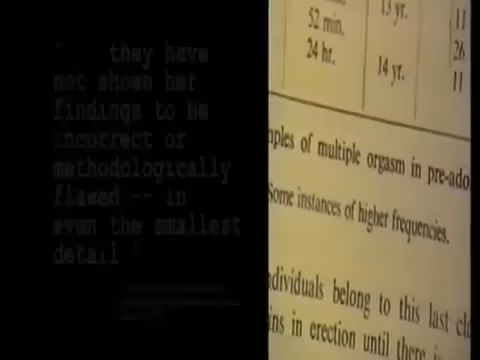 " they have
not shown her
findings to be
incorrect or
methodologically
flawed -- in
even the smallest
detail "
13 yr.
11
52 min.
26
24 hr.
14 yr.
11
ples of multiple orgasm in pre-ado
Some instances of higher frequencies.
dividuals belong to this last cl
ins in erection until there